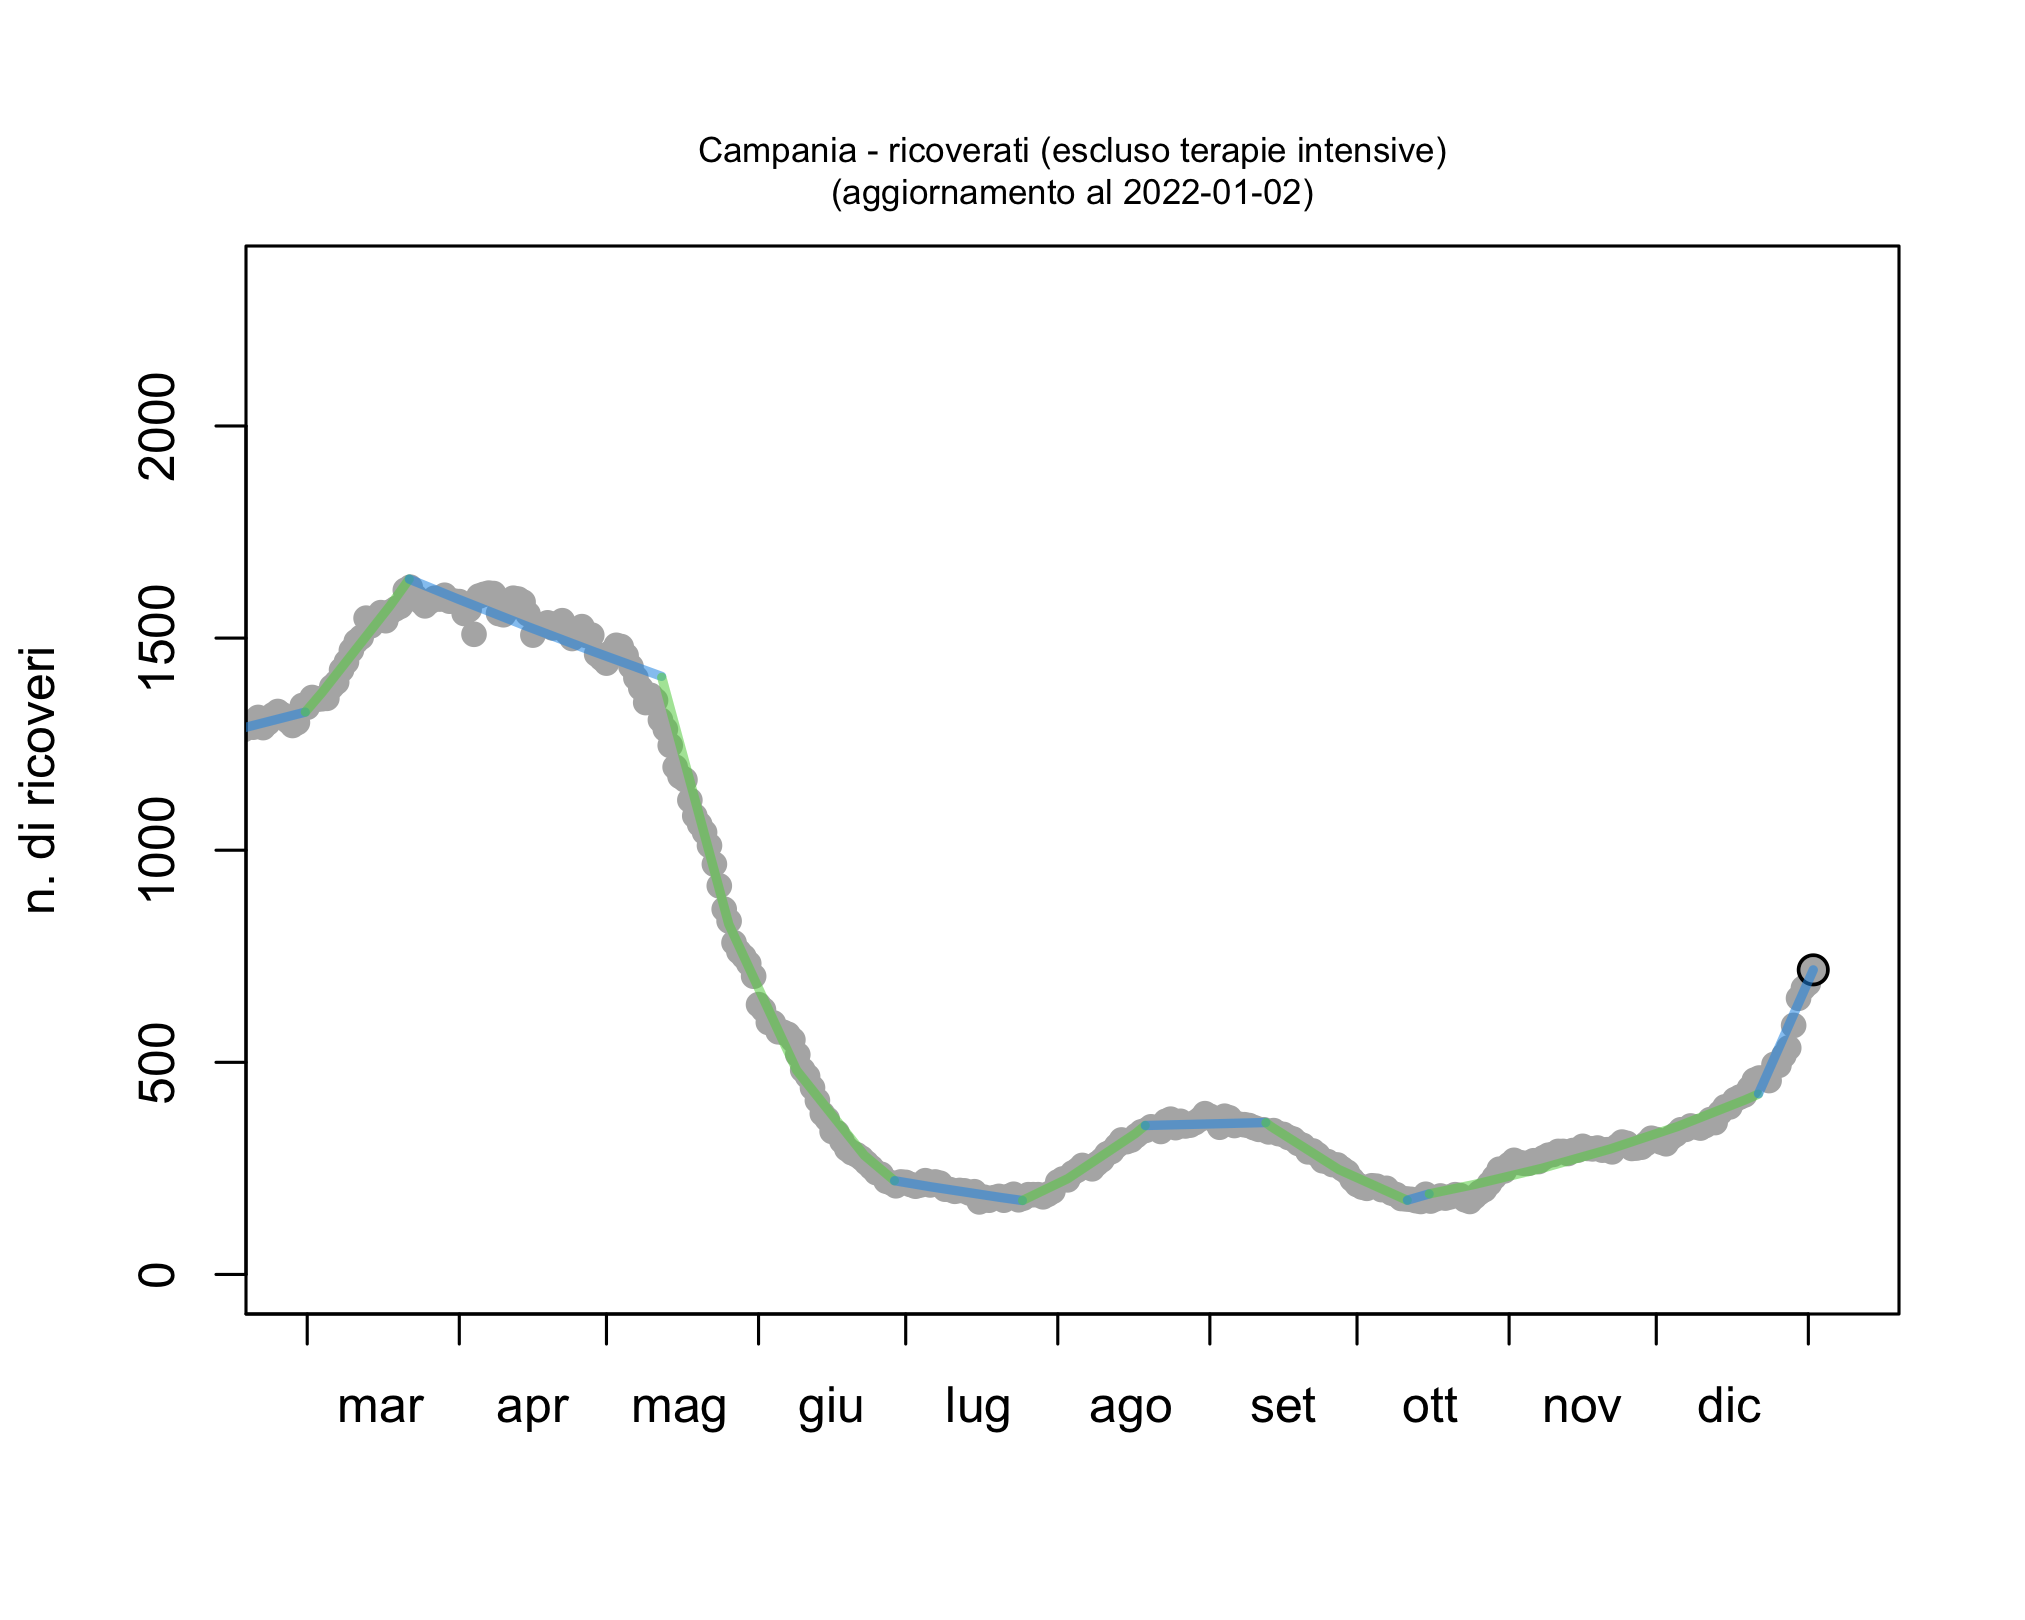 Campania - ricoverati (escluso terapie intensive)
(aggiornamento al 2022-01-02)
n. di ricoveri
2000
1500
1000
500
0
mar apr mag giu lug ago set ott nov dic